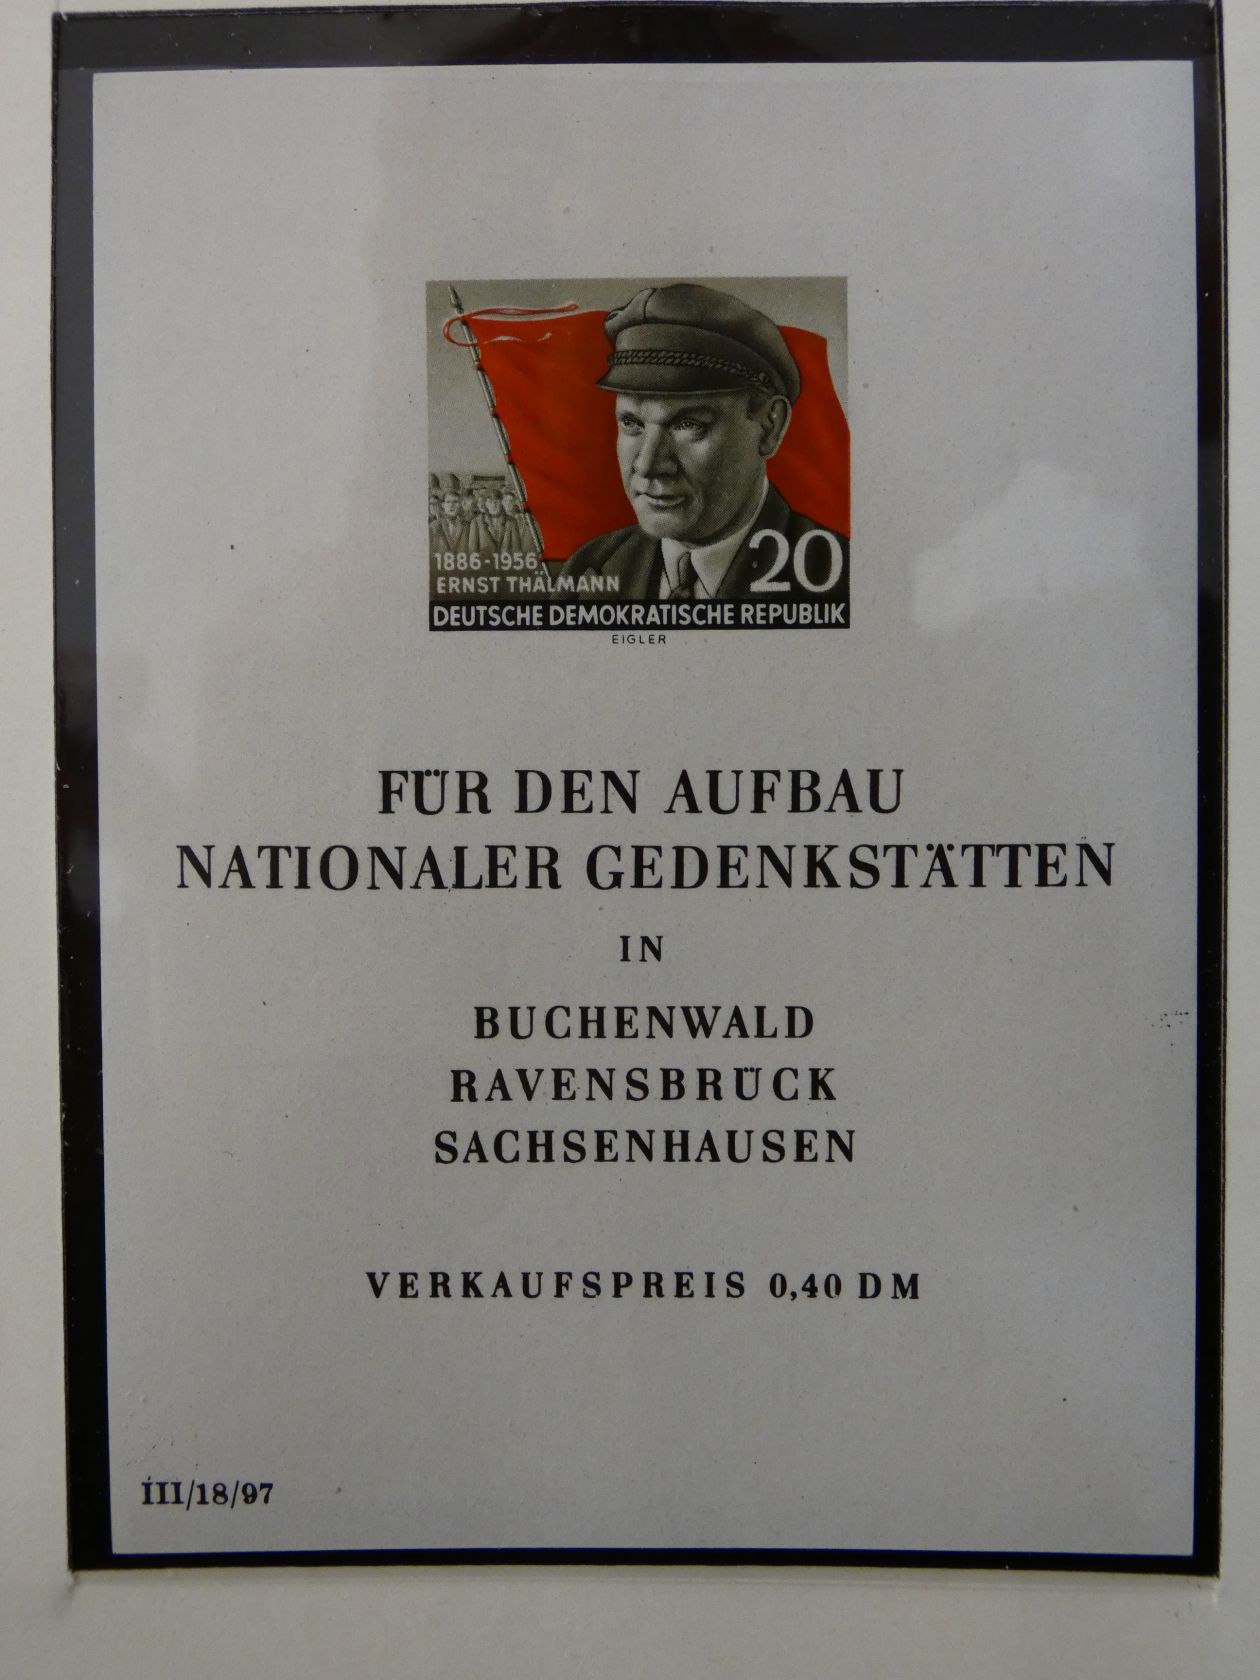 1886-1956
ERNST THÄLMANN
20
DEUTSCHE DEMOKRATISCHE REPUBLIK
EIGLER
FÜR DEN AUFBAU
NATIONALER GEDENKSTÄTTEN
IN
BUCHENWALD
RAVENSBRÜCK
SACHSENHAUSEN
VERKAUFSPREIS 0,40 DM
III/18/97